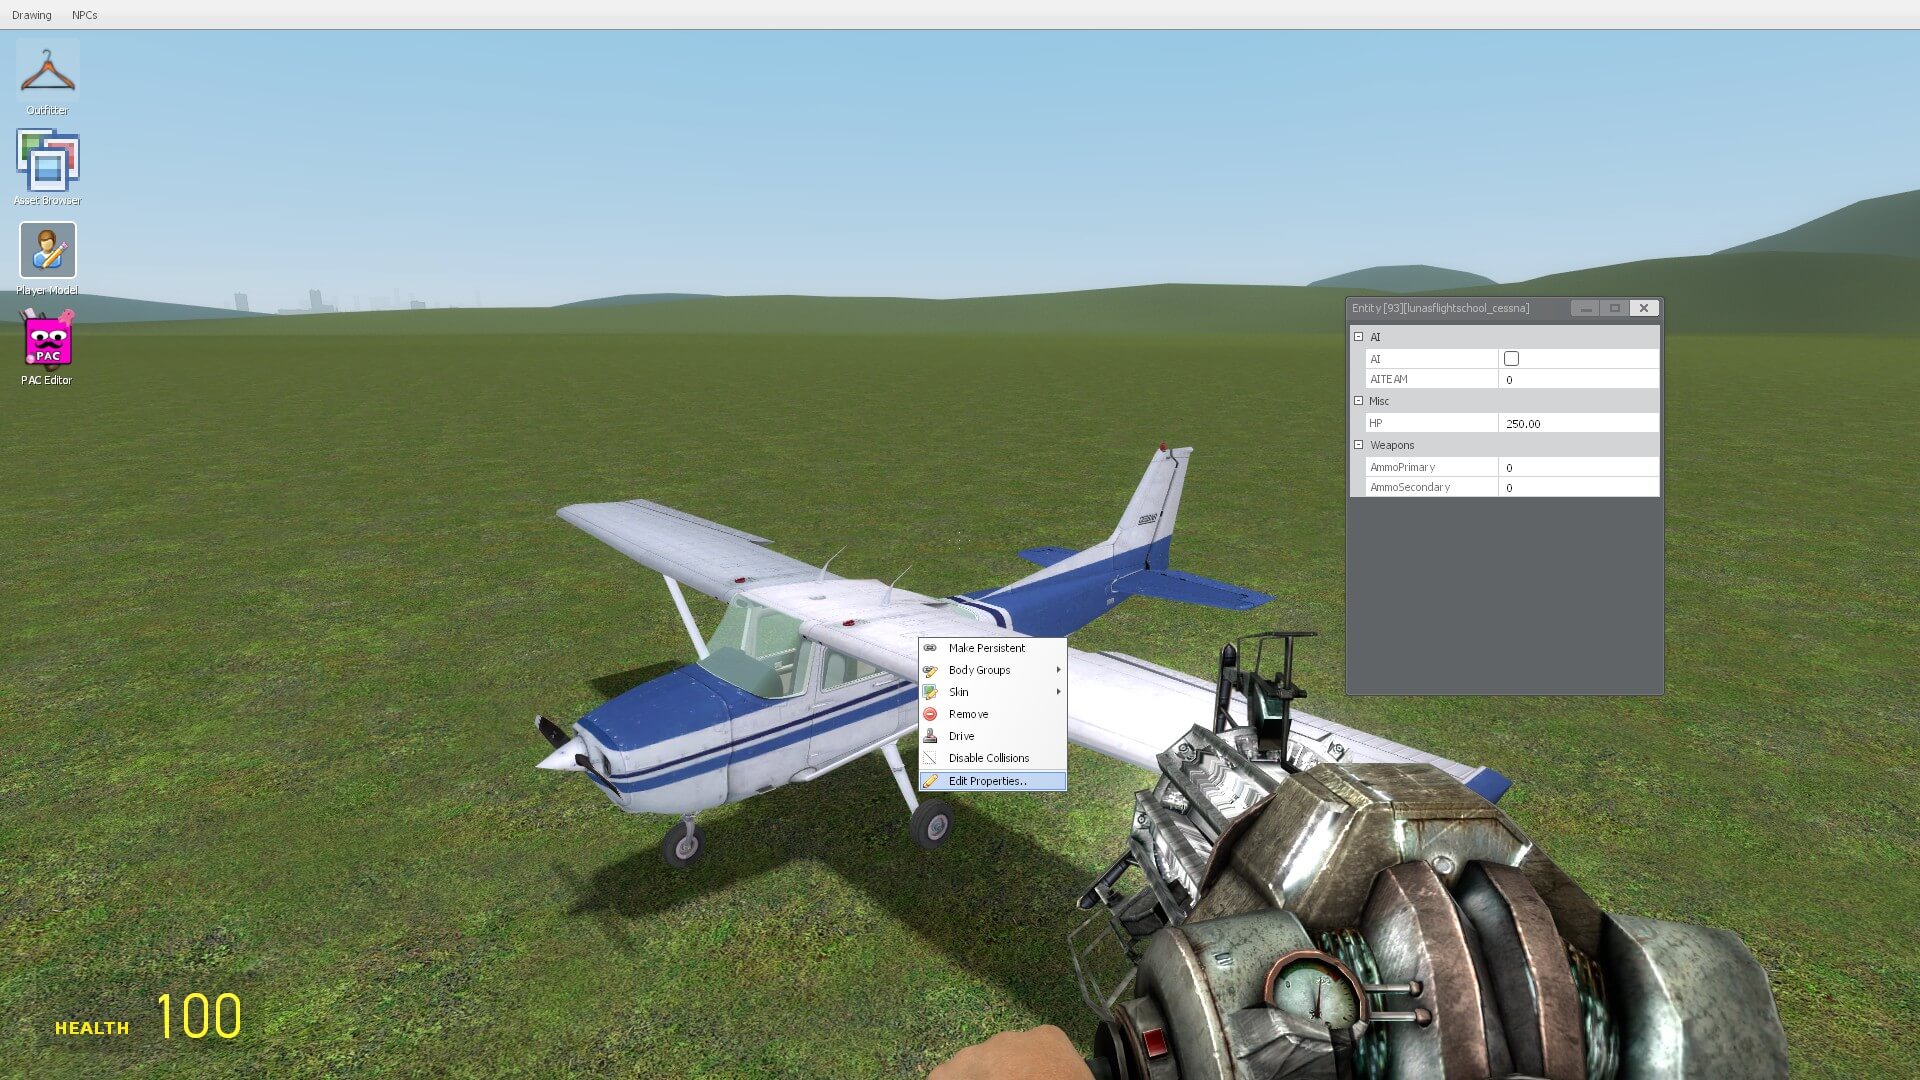 Drawing NPCs
Outfitter
Asset Browser
Player Model
PAC
PAC Editor
Entity [93][lunasflightschool_cessna]
AI
AI
AITEAM 0
Misc
HP 250.00
Weapons
AmmoPrimary 0
AmmoSecondary 0
Make Persistent
Body Groups
Skin
Remove
Drive
Disable Collisions
Edit Properties..
HEALTH 100